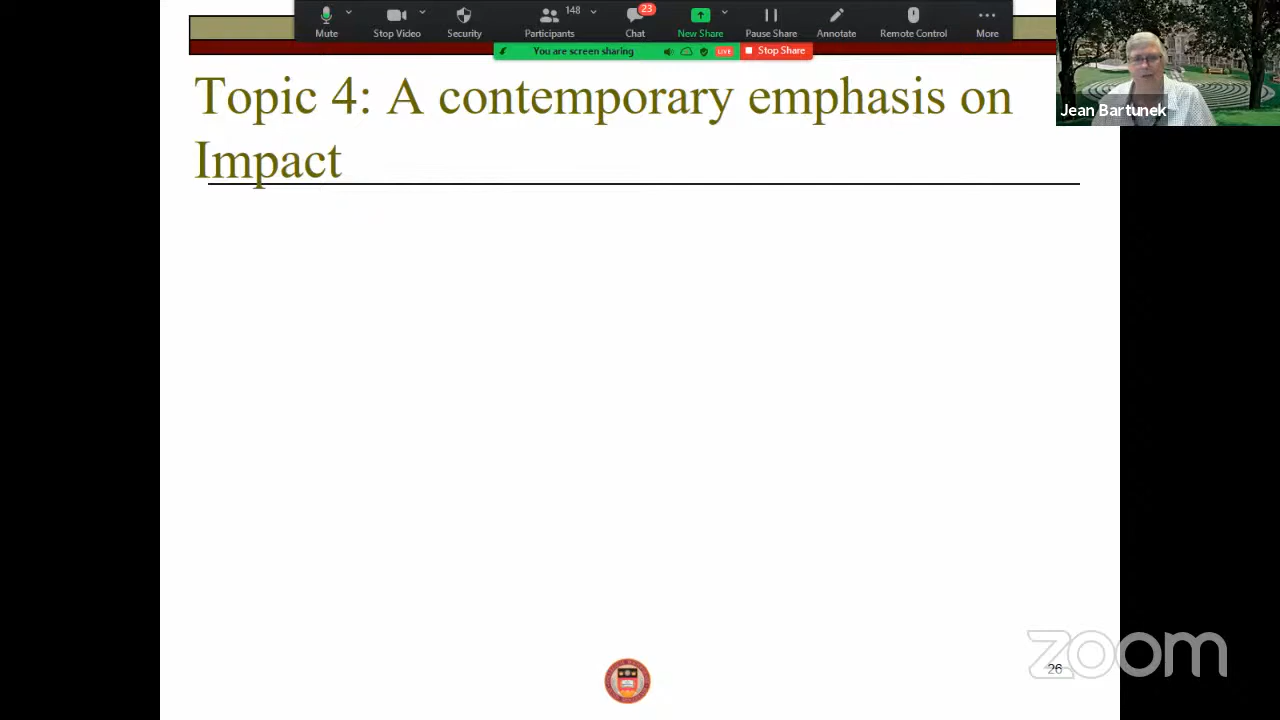 148
23
Mute
Stop Video
Security
Participants
Chat
New Share
Pause Share
Annotate
Remote Control
More
You are screen sharing
LIVE
Stop Share
Topic 4: A contemporary emphasis on
Impact
Jean Bartunek
zoom
26